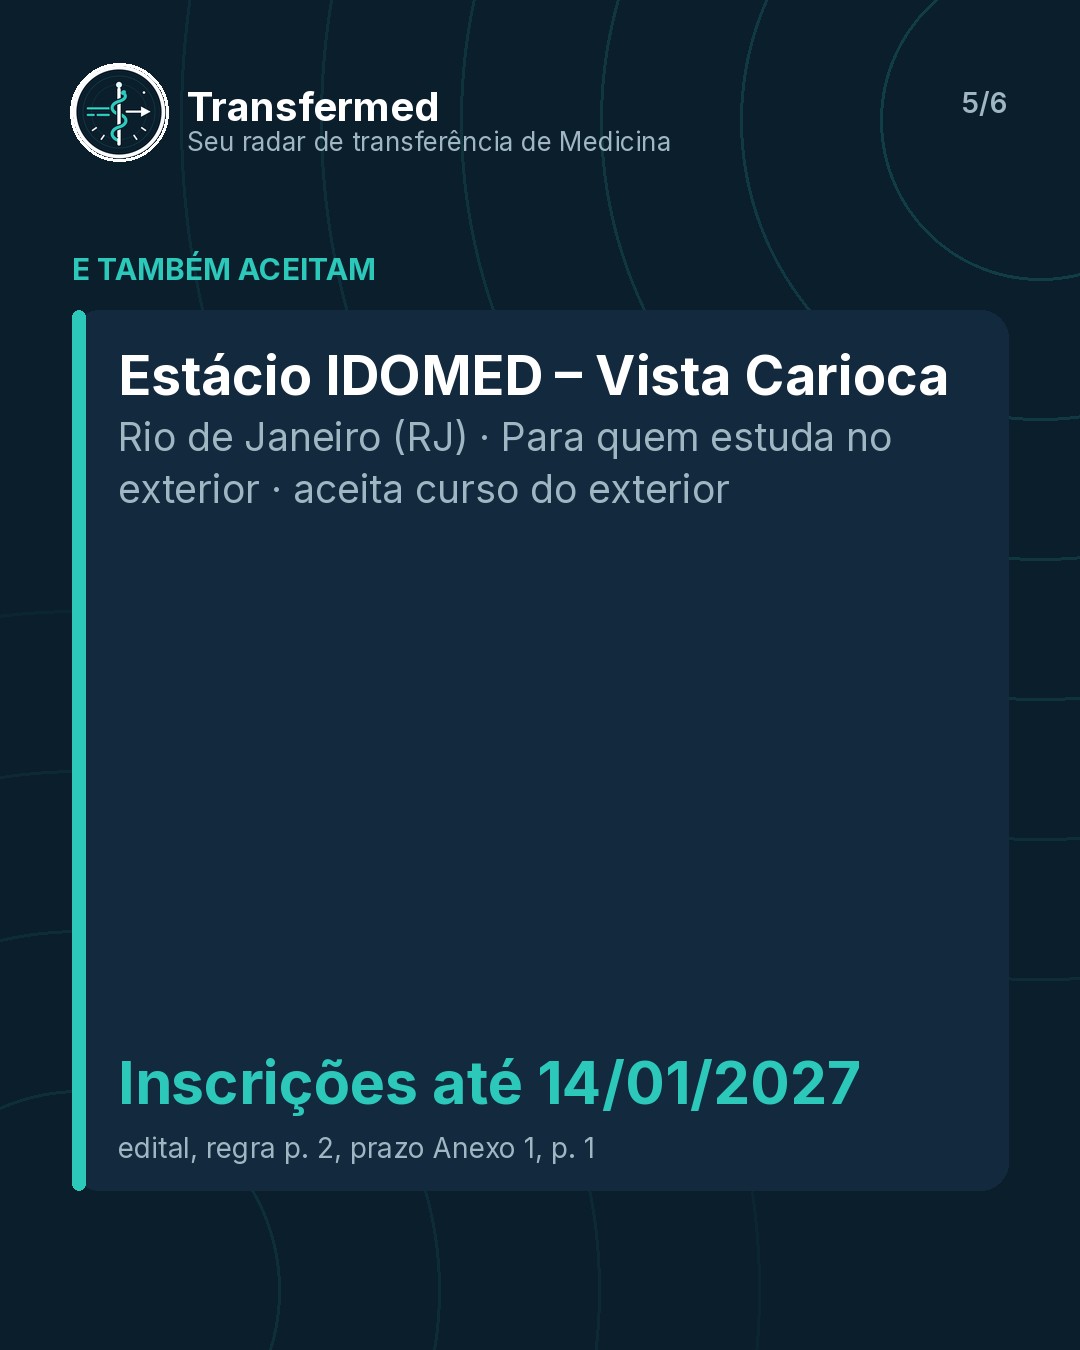 Transfermed
Seu radar de transferência de Medicina
5/6
E TAMBÉM ACEITAM
Estácio IDOMED – Vista Carioca
Rio de Janeiro (RJ) · Para quem estuda no
exterior · aceita curso do exterior
Inscrições até 14/01/2027
edital, regra p. 2, prazo Anexo 1, p. 1